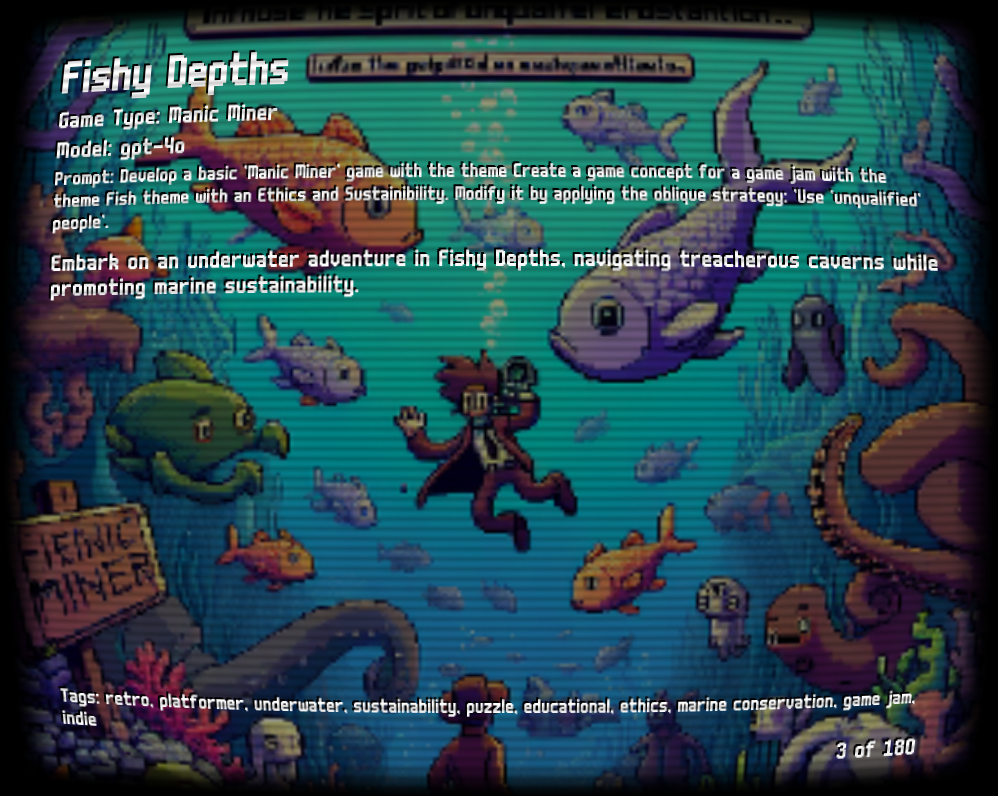 Fishy Depths
Game Type: Manic Miner
Model: gpt-4o
Prompt: Develop a basic 'Manic Miner' game with the theme Create a game concept for a game jam with the
theme Fish theme with an Ethics and Sustainibility. Modify it by applying the oblique strategy: 'Use 'unqualified'
people'.
Embark on an underwater adventure in Fishy Depths, navigating treacherous caverns while
promoting marine sustainability.
MINER
Tags: retro, platformer, underwater, sustainability, puzzle, educational, ethics, marine conservation, game jam,
indie
3 of 180